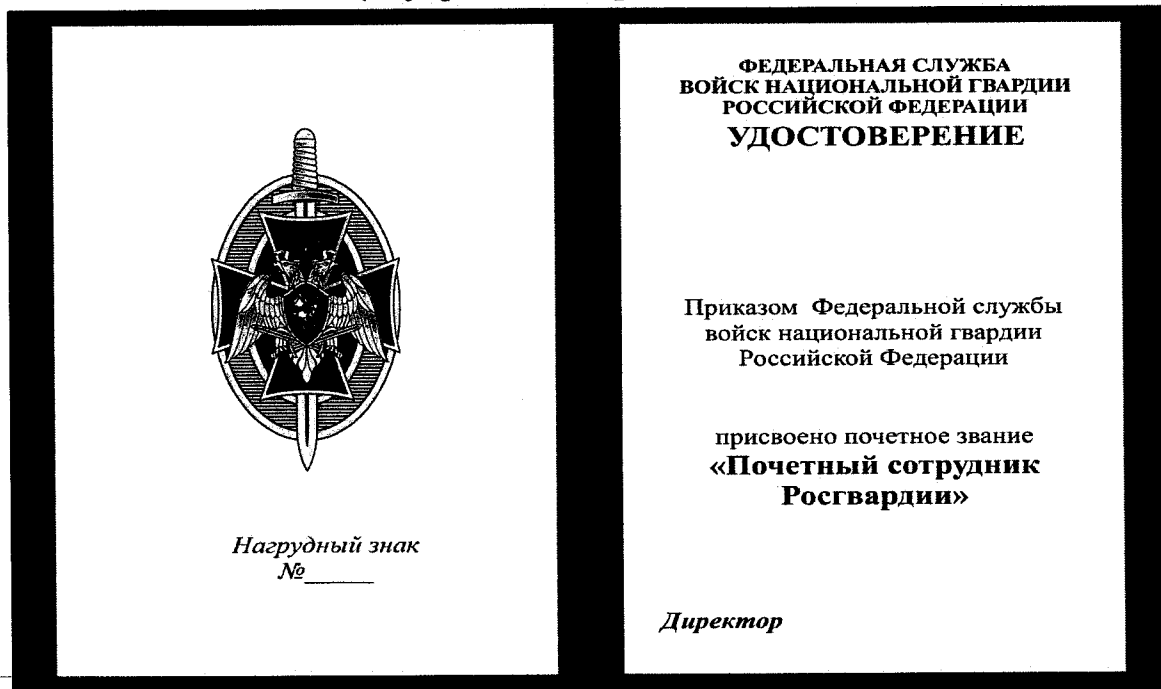 Нагрудный знак
№______
ФЕДЕРАЛЬНАЯ СЛУЖБА
ВОЙСК НАЦИОНАЛЬНОЙ ГВАРДИИ
РОССИЙСКОЙ ФЕДЕРАЦИИ
УДОСТОВЕРЕНИЕ
Приказом Федеральной службы
войск национальной гвардии
Российской Федерации
присвоено почетное звание
«Почетный сотрудник
Росгвардии»
Директор